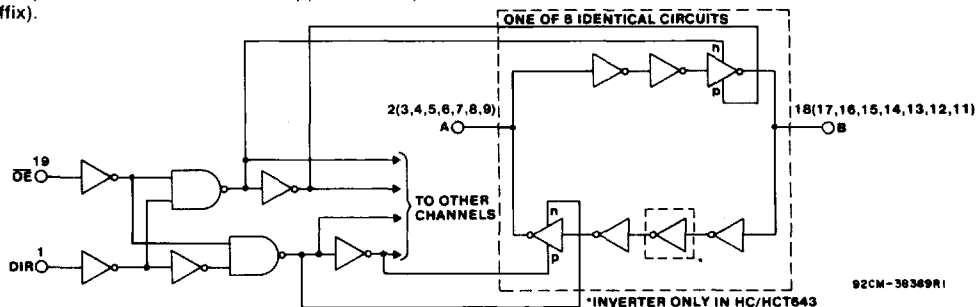 ffix).
ONE OF 8 IDENTICAL CIRCUITS
n
p
2(3,4,5,6,7,8,9)
A
18(17,16,15,14,13,12,11)
B
19
OE
TO OTHER
CHANNELS
n
p
*
1
DIR
92CM-38389R1
*INVERTER ONLY IN HC/HCT643